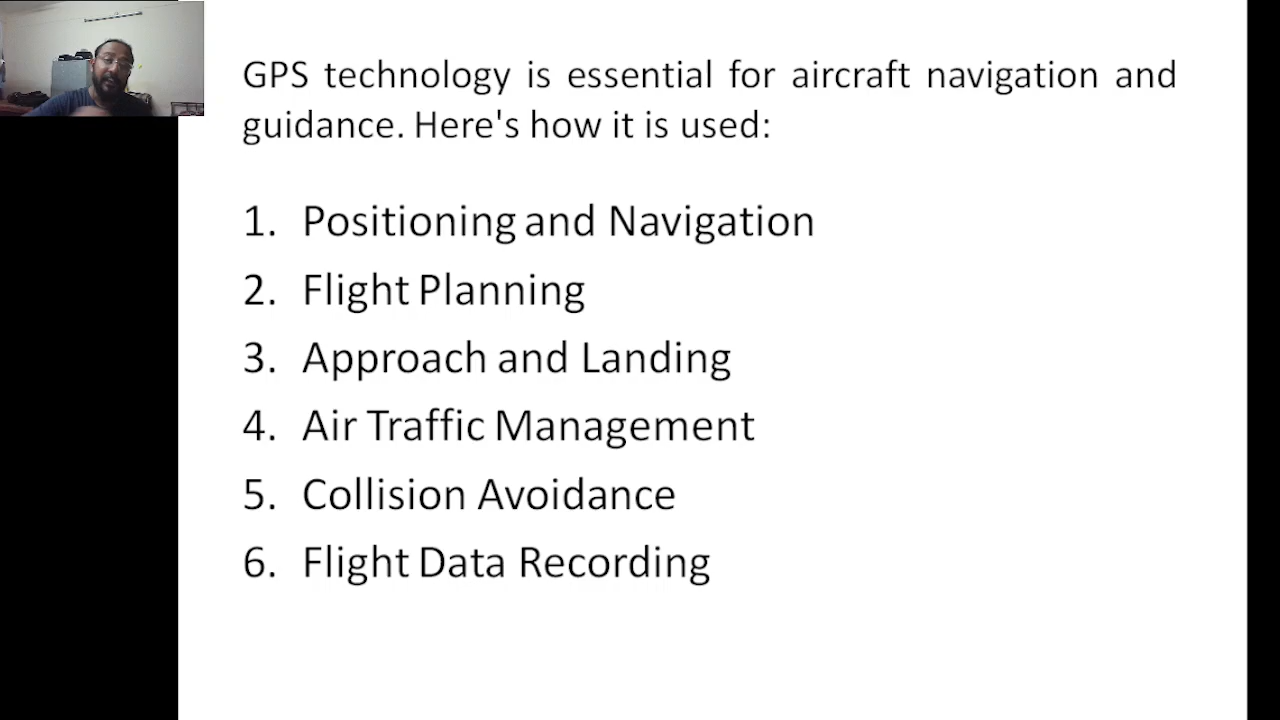 GPS technology is essential for aircraft navigation and
guidance. Here's how it is used:
1. Positioning and Navigation
2. Flight Planning
3. Approach and Landing
4. Air Traffic Management
5. Collision Avoidance
6. Flight Data Recording